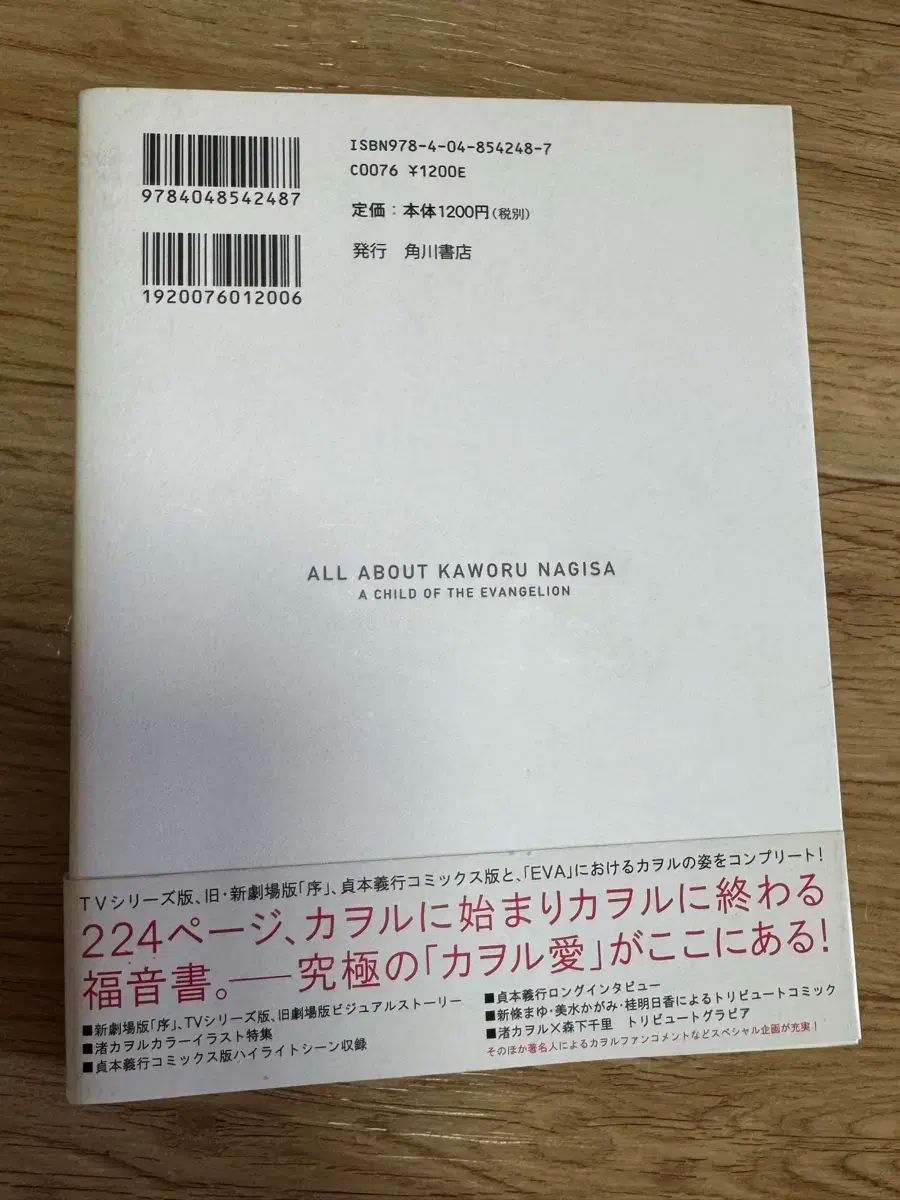 ISBN978-4-04-854248-7
C0076 ¥1200E
9784048542487
定価：本体1200円(税別)
発行 角川書店
1920076012006
ALL ABOUT KAWORU NAGISA
A CHILD OF THE EVANGELION
TVシリーズ版、旧・新劇場版「序」、貞本義行コミックス版と、「EVA」におけるカヲルの姿をコンプリート!
224ページ、カヲルに始まりカヲルに終わる
福音書。——究極の「カヲル愛」がここにある!
■新劇場版「序」、TVシリーズ版、旧劇場版ビジュアルストーリー
■渚カヲルカラーイラスト特集
■貞本義行コミックス版ハイライトシーン収録
■貞本義行ロングインタビュー
■新條まゆ・美水かがみ・桂明日香によるトリビュートコミック
■渚カヲル×森下千里 トリビュートグラビア
そのほか著名人によるカヲルファンコメントなどスペシャル企画が充実!